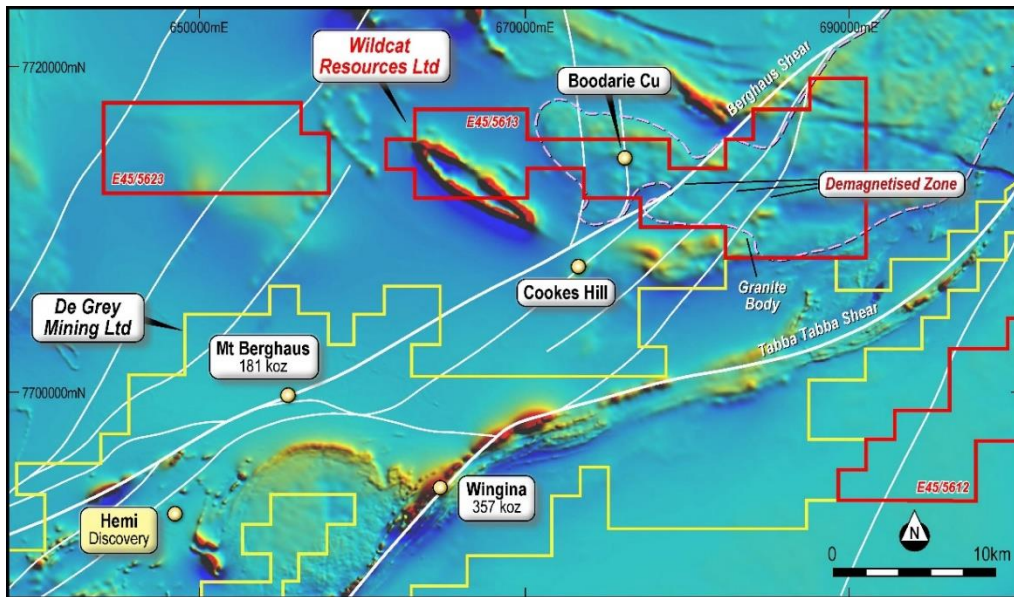 650000mE
670000mE
690000mE
7720000mN
Wildcat
Resources Ltd
Boodarie Cu
Berghaus Shear
E45/5613
E45/5623
Demagnetised Zone
Cookes Hill
Granite
Body
De Grey
Mining Ltd
Mt Berghaus
181 koz
Tabba Tabba Shear
7700000mN
Wingina
357 koz
E45/5612
Hemi
Discovery
N
0
10km